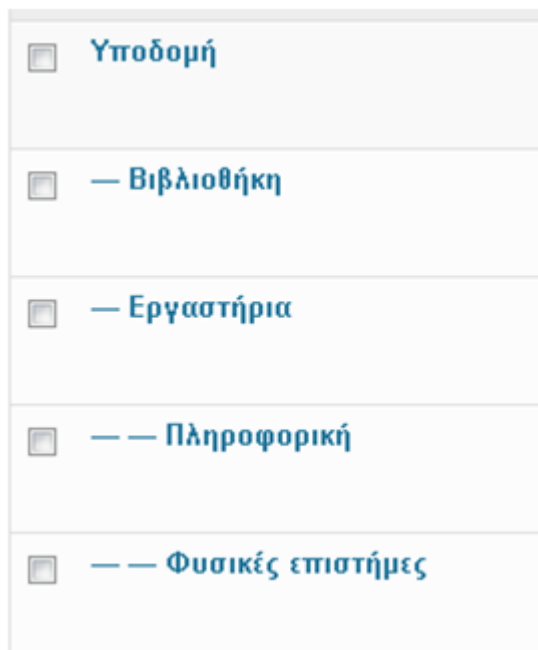 Υποδομή
— Βιβλιοθήκη
— Εργαστήρια
— — Πληροφορική
— — Φυσικές επιστήμες